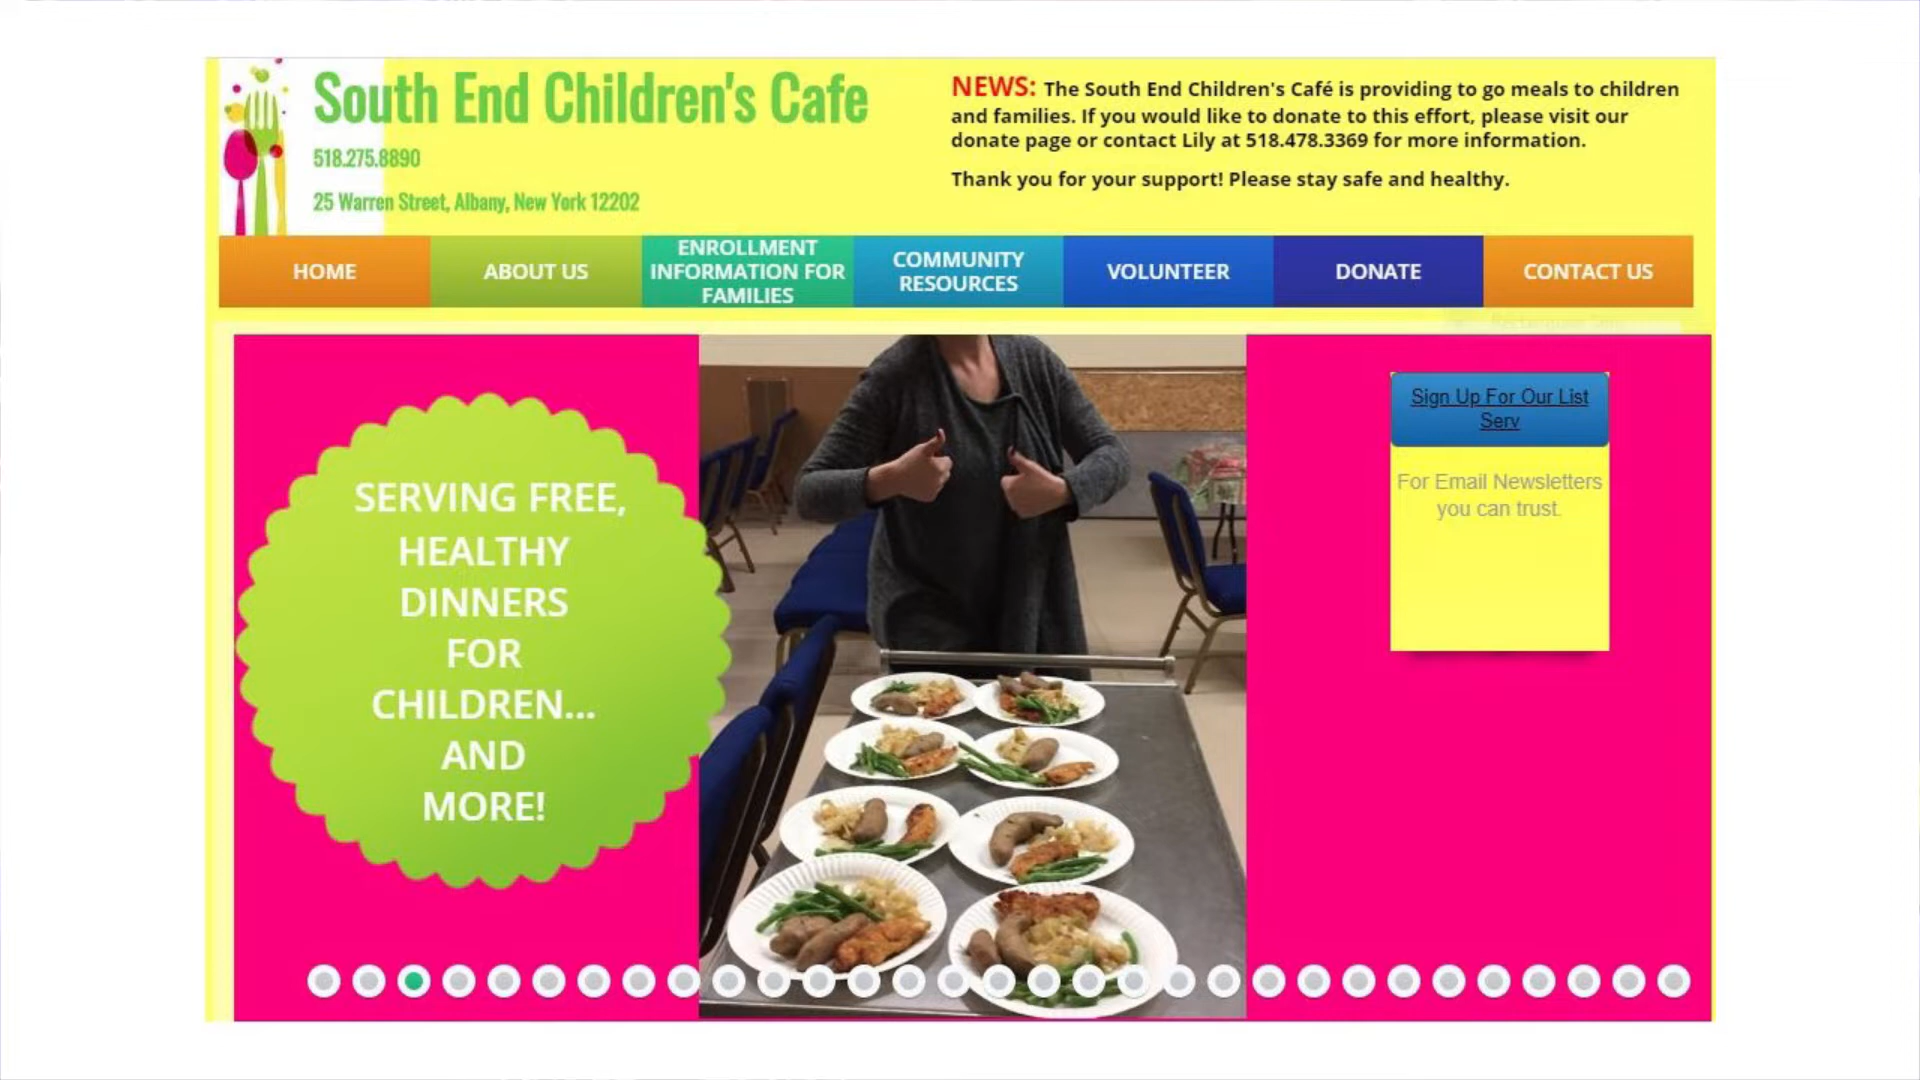 South End Children's Cafe
518.275.8890
25 Warren Street, Albany, New York 12202
NEWS: The South End Children's Café is providing to go meals to children
and families. If you would like to donate to this effort, please visit our
donate page or contact Lily at 518.478.3369 for more information.
Thank you for your support! Please stay safe and healthy.
HOME
ABOUT US
ENROLLMENT
INFORMATION FOR
FAMILIES
COMMUNITY
RESOURCES
VOLUNTEER
DONATE
CONTACT US
SERVING FREE,
HEALTHY
DINNERS
FOR
CHILDREN...
AND
MORE!
Sign Up For Our List
Serv
For Email Newsletters
you can trust.